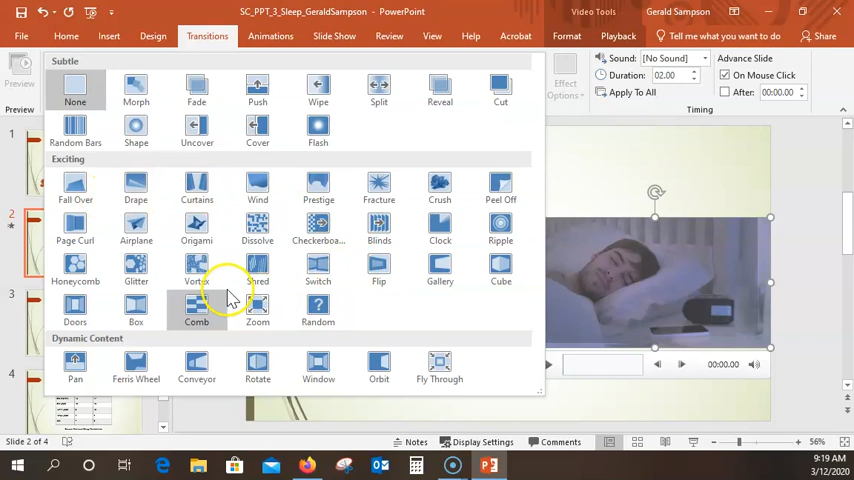 SC_PPT_3_Sleep_GeraldSampson - PowerPoint
Video Tools
Gerald Sampson
File Home Insert Design Transitions Animations Slide Show Review View Help Acrobat Format Playback Tell me Share
Preview
Preview
Subtle
None Morph Fade Push Wipe Split Reveal Cut
Random Bars Shape Uncover Cover Flash
Exciting
Fall Over Drape Curtains Wind Prestige Fracture Crush Peel Off
Page Curl Airplane Origami Dissolve Checkerboa... Blinds Clock Ripple
Honeycomb Glitter Vortex Shred Switch Flip Gallery Cube
Doors Box Comb Zoom Random
Dynamic Content
Pan Ferris Wheel Conveyor Rotate Window Orbit Fly Through
Effect
Options
Sound: [No Sound]
Duration: 02.00
Apply To All
Advance Slide
On Mouse Click
After: 00:00.00
Timing
1
2
3
4
00:00.00
Slide 2 of 4
Notes Display Settings Comments
56%
9:19 AM
3/12/2020